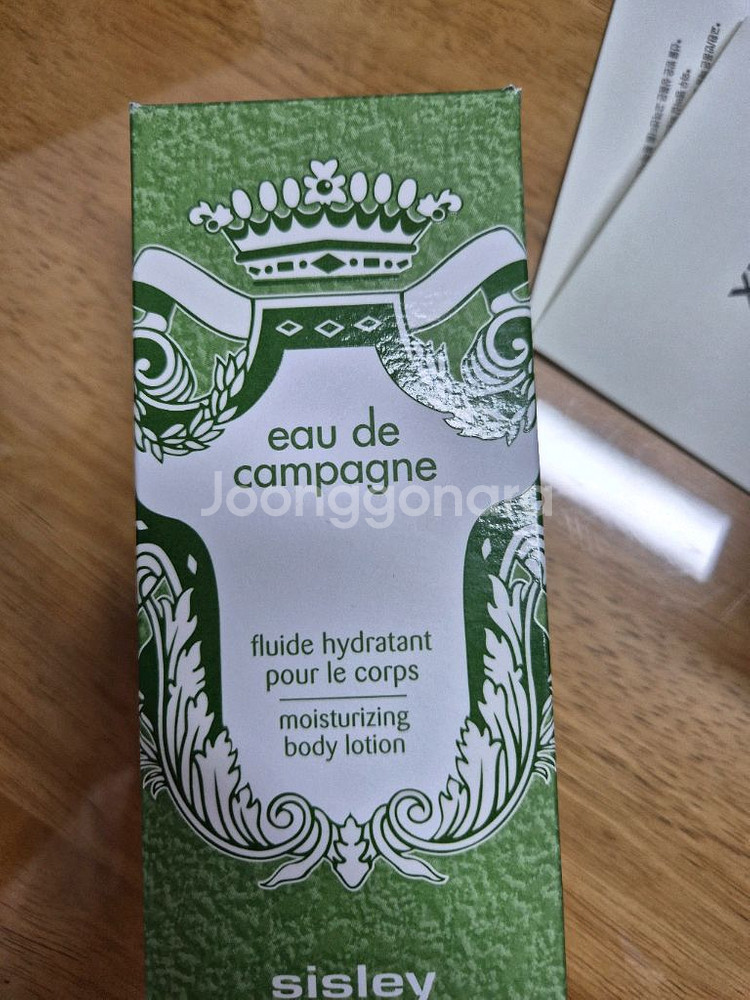 eau de
campagne
Joonggonara
fluide hydratant
pour le corps
moisturizing
body lotion
sisley